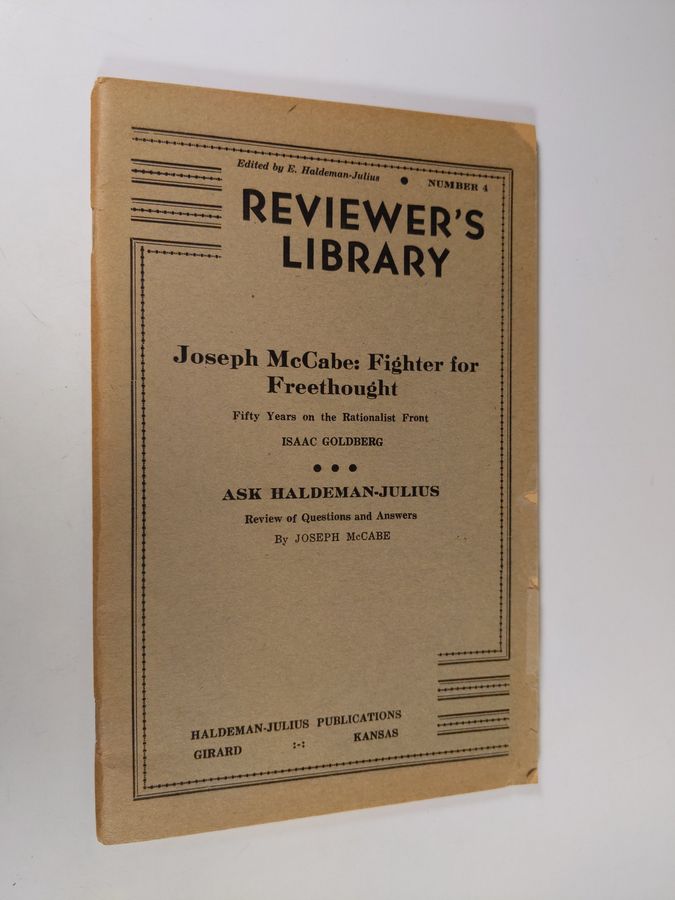 Edited by E. Haldeman-Julius • NUMBER 4
REVIEWER'S
LIBRARY
Joseph McCabe: Fighter for
Freethought
Fifty Years on the Rationalist Front
ISAAC GOLDBERG
• • •
ASK HALDEMAN-JULIUS
Review of Questions and Answers
By JOSEPH McCABE
HALDEMAN-JULIUS PUBLICATIONS
GIRARD :-: KANSAS